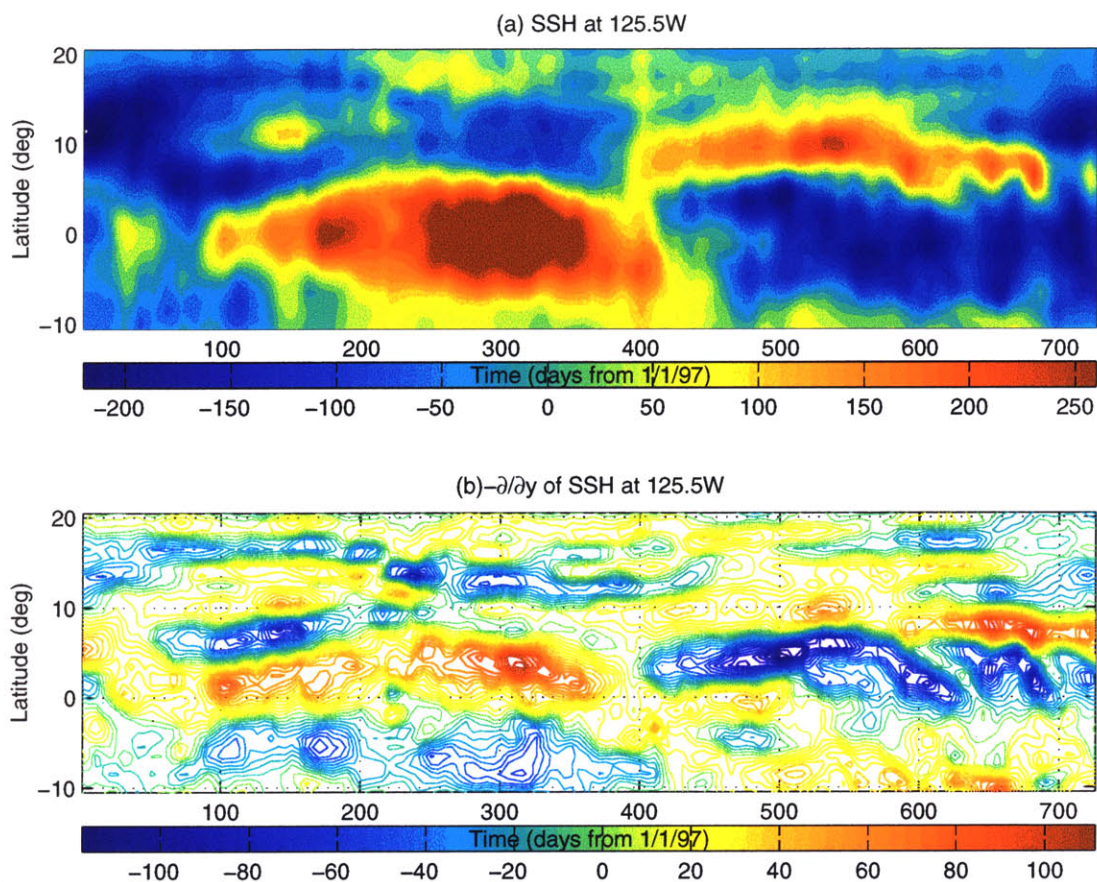 (a) SSH at 125.5W
20
10
0
−10
Latitude (deg)
100 200 300 400 500 600 700
Time (days from 1/1/97)
−200 −150 −100 −50 0 50 100 150 200 250
(b)−∂/∂y of SSH at 125.5W
20
10
0
−10
Latitude (deg)
100 200 300 400 500 600 700
Time (days from 1/1/97)
−100 −80 −60 −40 −20 0 20 40 60 80 100